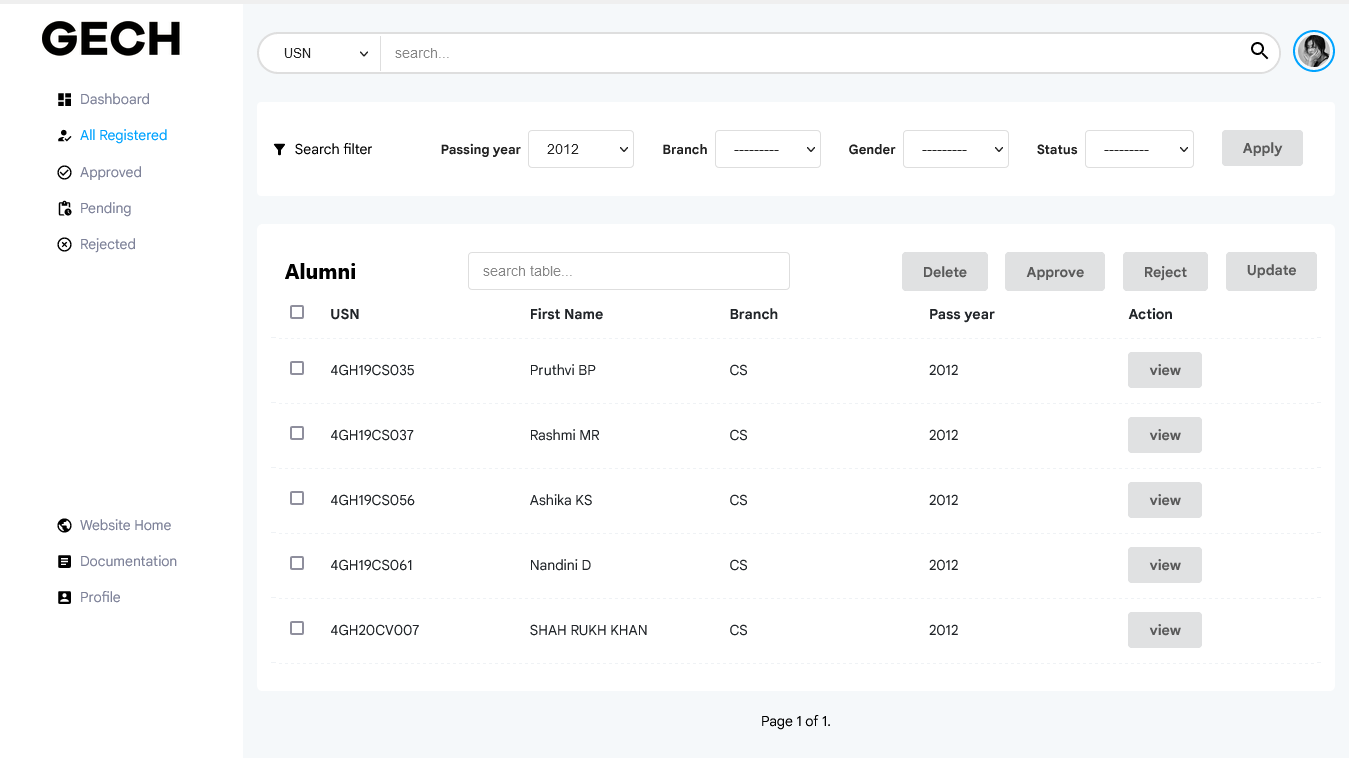 GECH
Dashboard
All Registered
Approved
Pending
Rejected
Website Home
Documentation
Profile
USN search...
Search filter Passing year 2012 Branch --------- Gender --------- Status --------- Apply
Alumni search table... Delete Approve Reject Update
USN First Name Branch Pass year Action
4GH19CS035 Pruthvi BP CS 2012 view
4GH19CS037 Rashmi MR CS 2012 view
4GH19CS056 Ashika KS CS 2012 view
4GH19CS061 Nandini D CS 2012 view
4GH20CV007 SHAH RUKH KHAN CS 2012 view
Page 1 of 1.